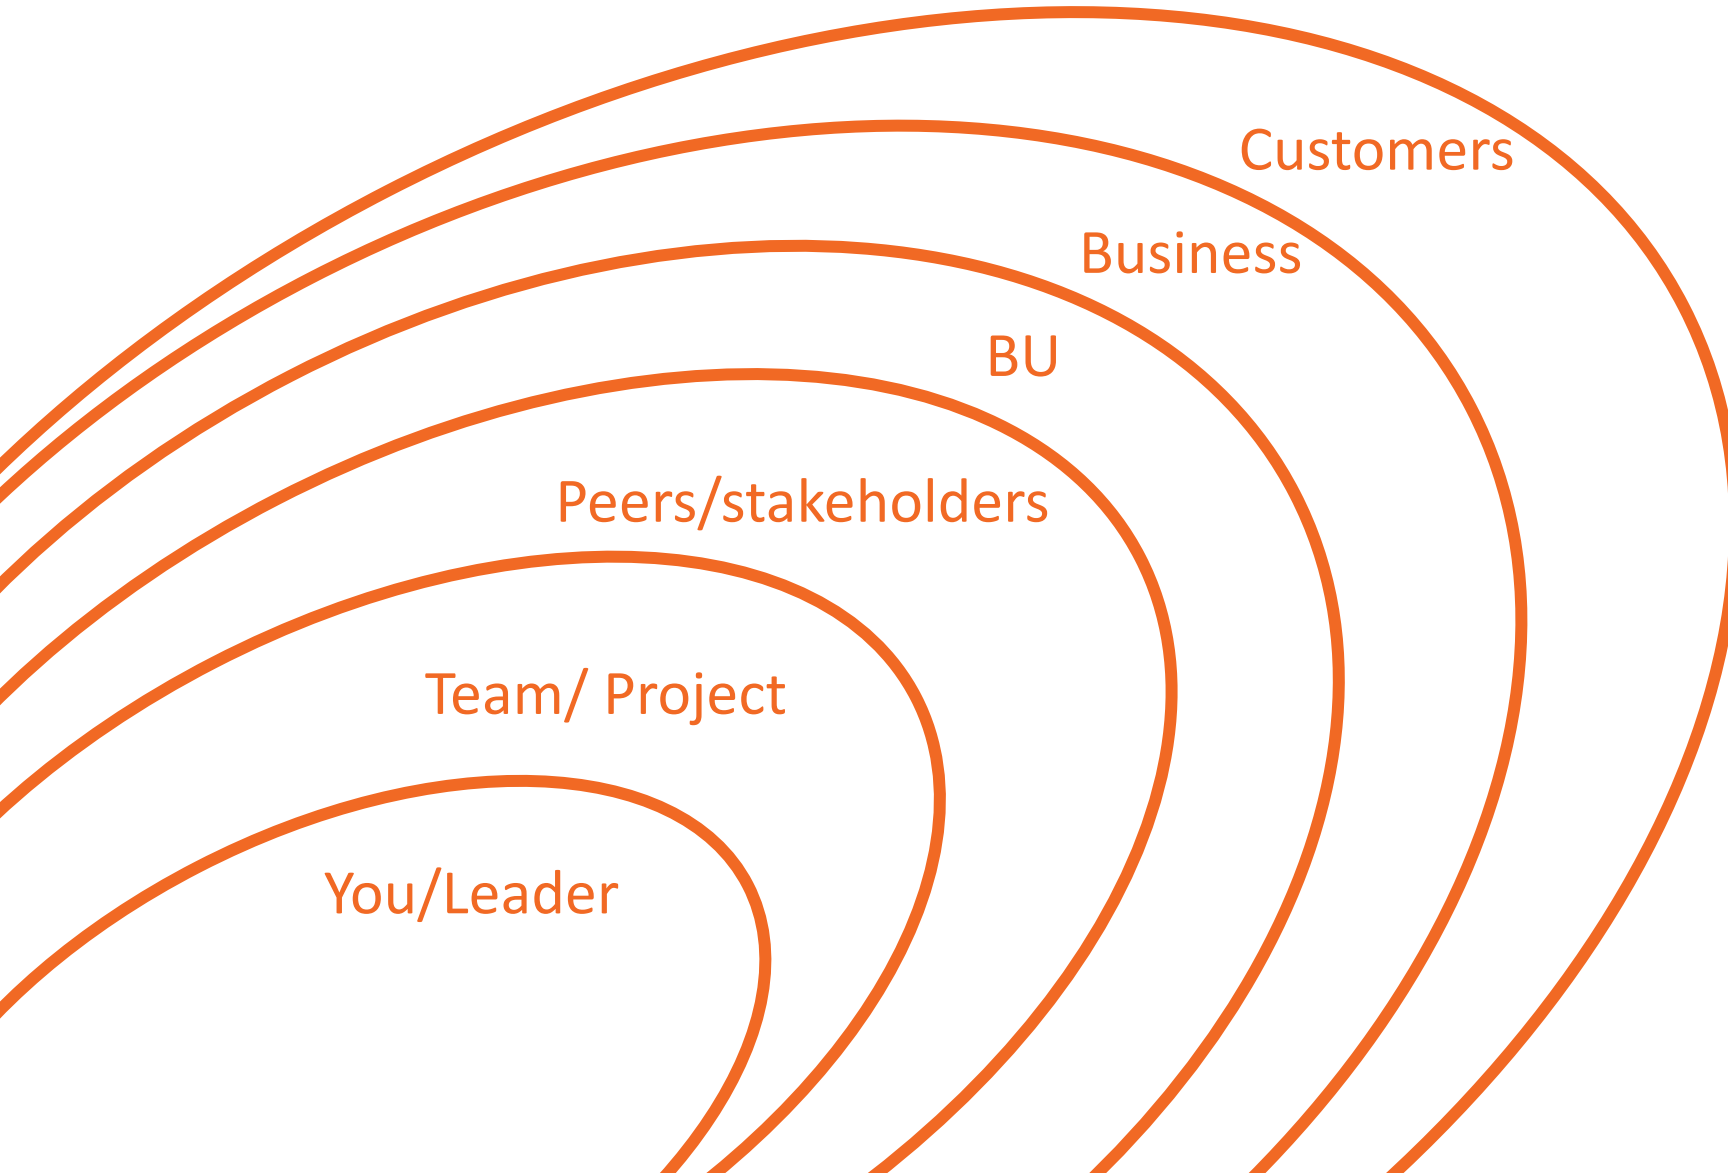 Customers
Business
BU
Peers/stakeholders
Team/ Project
You/Leader